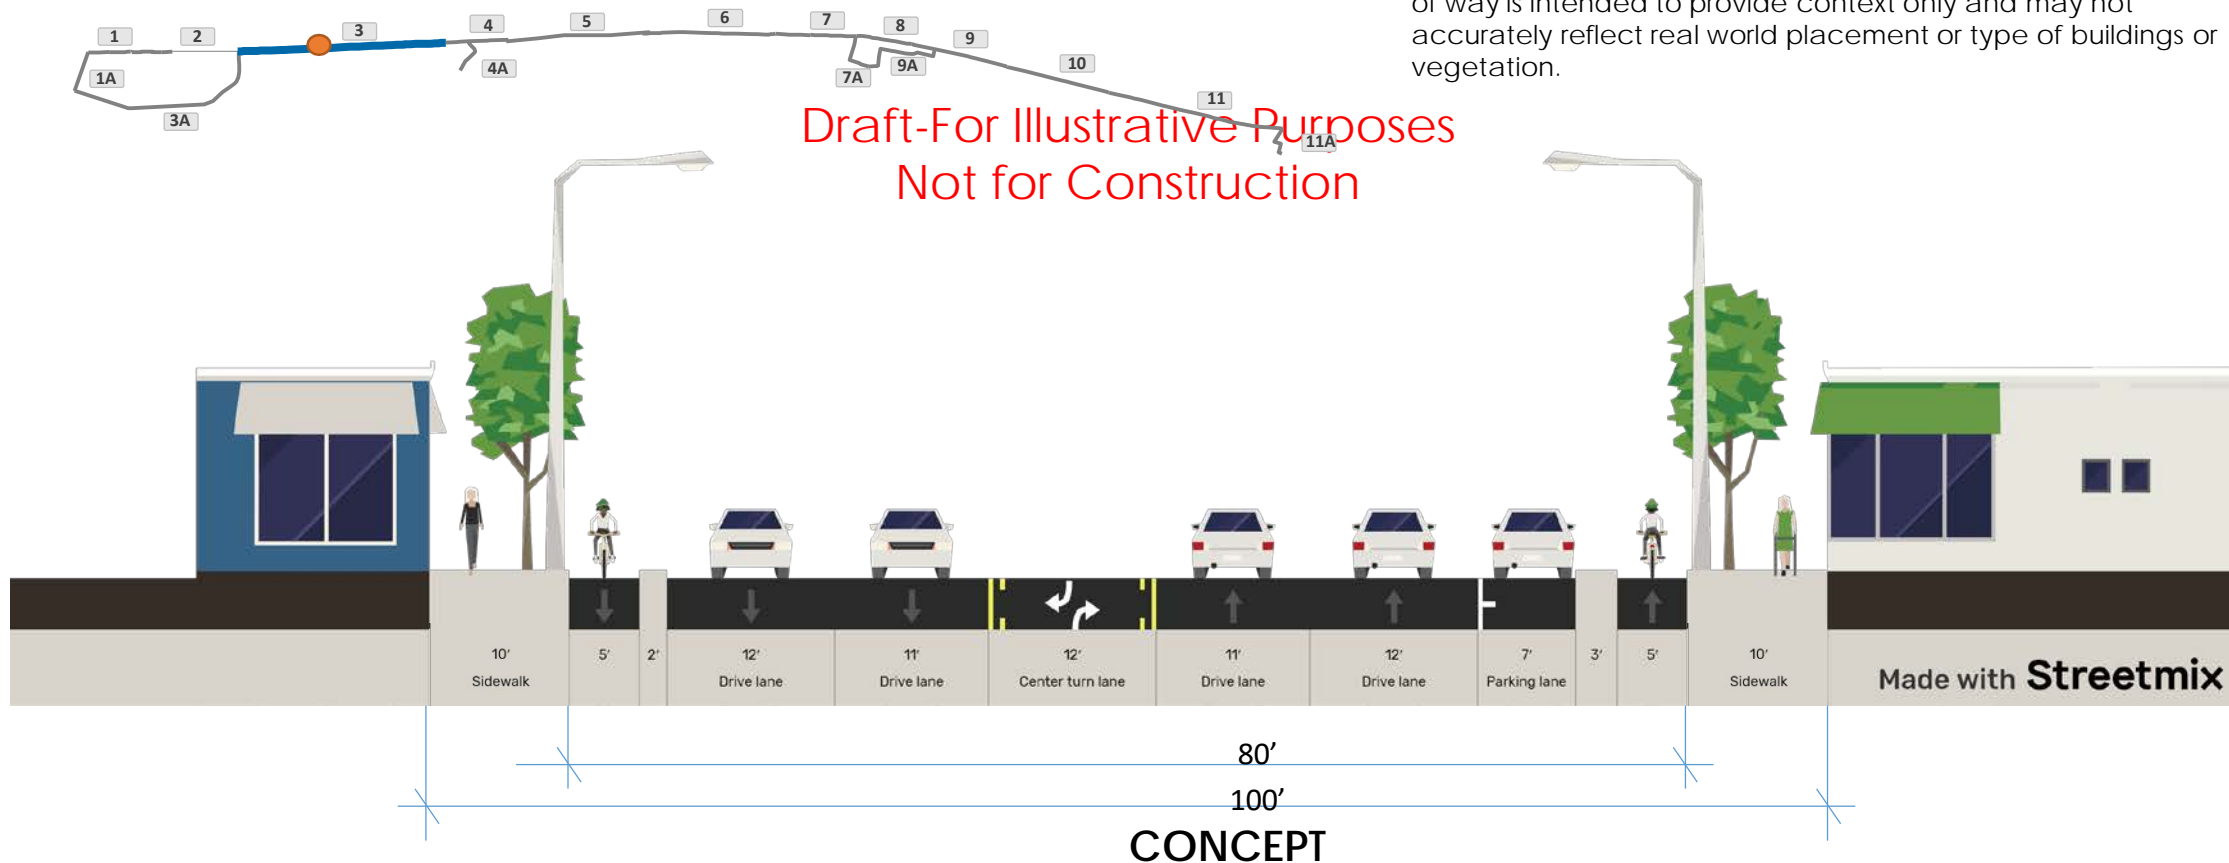 of way is intended to provide context only and may not
accurately reflect real world placement or type of buildings or
vegetation.
1
2
3
4
5
6
7
8
9
10
11
1A
3A
4A
7A
9A
11A
Draft-For Illustrative Purposes
Not for Construction
10'
Sidewalk
5'
2'
12'
Drive lane
11'
Drive lane
12'
Center turn lane
11'
Drive lane
12'
Drive lane
7'
Parking lane
3'
5'
10'
Sidewalk
Made with Streetmix
80'
100'
CONCEPT